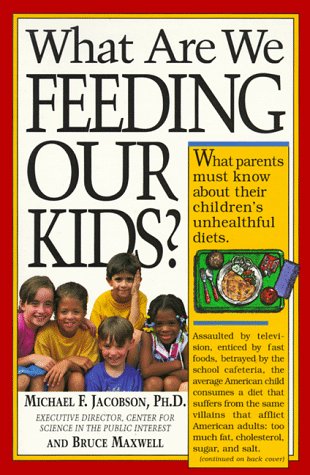 What Are We
FEEDING
OUR
KIDS?
What parents
must know
about their
children's
unhealthful
diets.
Assaulted by televi-
sion, enticed by fast
foods, betrayed by the
school cafeteria, the
average American child
consumes a diet that
suffers from the same
villains that afflict
American adults: too
much fat, cholesterol,
sugar, and salt.
(continued on back cover)
MICHAEL F. JACOBSON, PH.D.
EXECUTIVE DIRECTOR, CENTER FOR
SCIENCE IN THE PUBLIC INTEREST
AND BRUCE MAXWELL